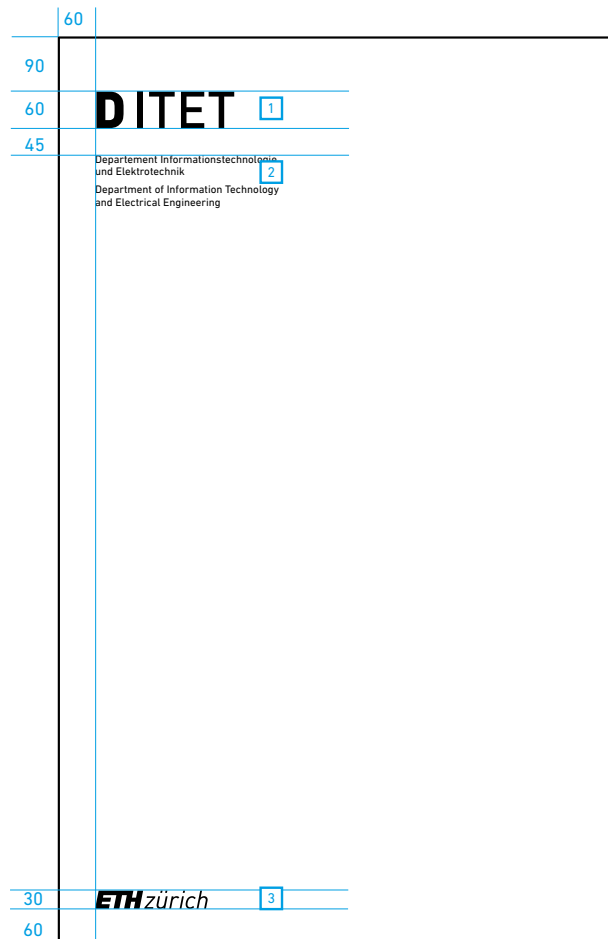 60
90
60
45
D ITET
1
Departement Informationstechnologie
und Elektrotechnik
2
Department of Information Technology
and Electrical Engineering
30
ETH zürich
3
60